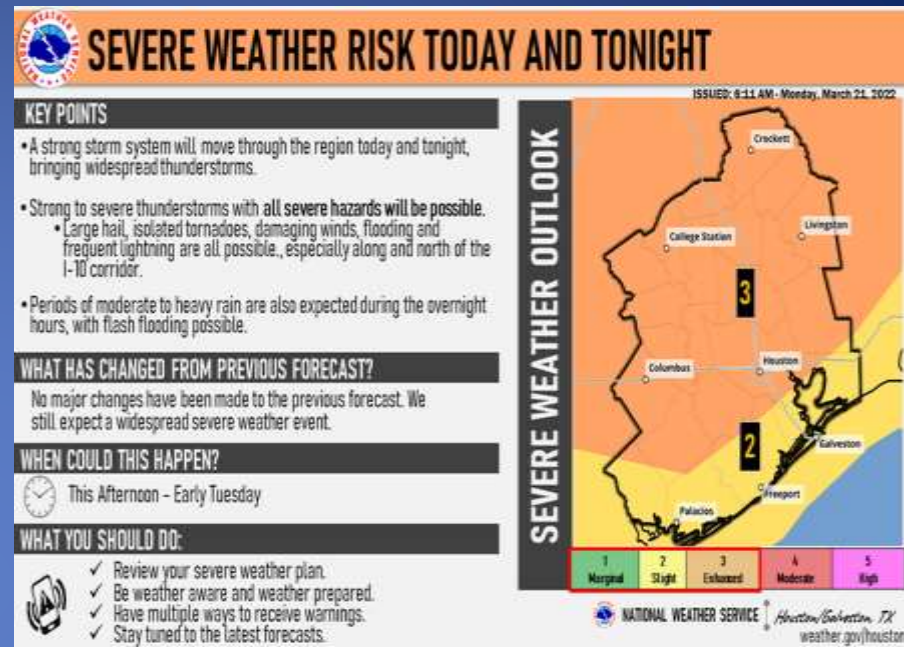 NATIONAL WEATHER SERVICE
SEVERE WEATHER RISK TODAY AND TONIGHT
ISSUED: 6:11 AM - Monday, March 21, 2022
KEY POINTS
• A strong storm system will move through the region today and tonight,
bringing widespread thunderstorms.
• Strong to severe thunderstorms with all severe hazards will be possible.
• Large hail, isolated tornadoes, damaging winds, flooding and
frequent lightning are all possible., especially along and north of the
I-10 corridor.
• Periods of moderate to heavy rain are also expected during the overnight
hours, with flash flooding possible.
WHAT HAS CHANGED FROM PREVIOUS FORECAST?
No major changes have been made to the previous forecast. We
still expect a widespread severe weather event.
WHEN COULD THIS HAPPEN?
This Afternoon - Early Tuesday
WHAT YOU SHOULD DO:
✓ Review your severe weather plan.
✓ Be weather aware and weather prepared.
✓ Have multiple ways to receive warnings.
✓ Stay tuned to the latest forecasts.
SEVERE WEATHER OUTLOOK
Crockett
College Station
Livingston
3
Columbus
Houston
2
Galveston
Freeport
Palacios
1 2 3 4 5
Marginal Slight Enhanced Moderate High
NATIONAL WEATHER SERVICE Houston/Galveston TX
weather.gov/houston